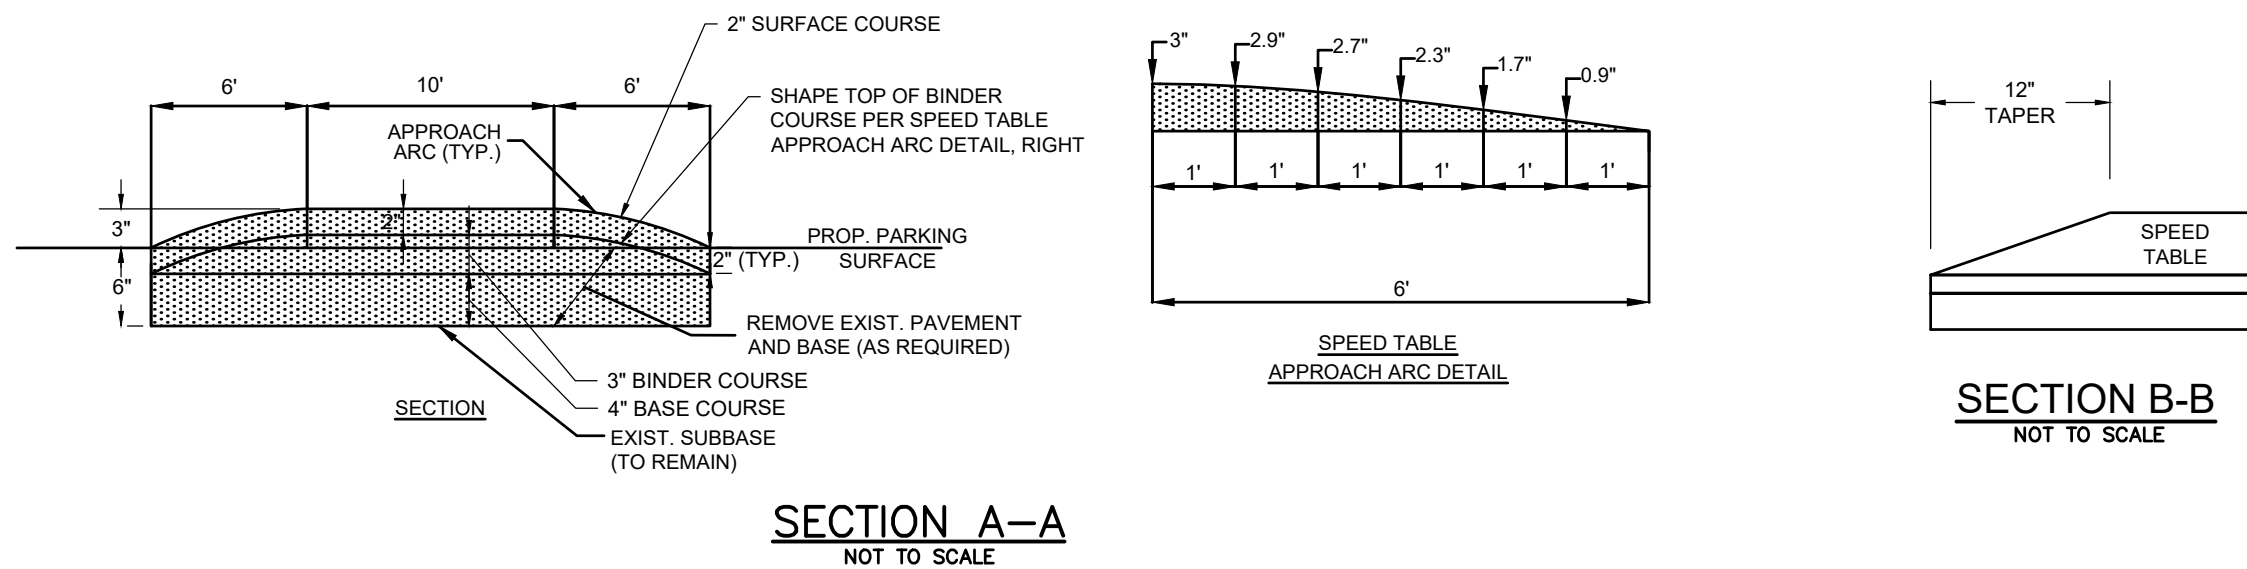 2" SURFACE COURSE
6'
10'
6'
SHAPE TOP OF BINDER
COURSE PER SPEED TABLE
APPROACH ARC DETAIL, RIGHT
APPROACH
ARC (TYP.)
3"
2"
PROP. PARKING
SURFACE
2" (TYP.)
6"
REMOVE EXIST. PAVEMENT
AND BASE (AS REQUIRED)
3" BINDER COURSE
4" BASE COURSE
EXIST. SUBBASE
(TO REMAIN)
SECTION
SECTION A-A
NOT TO SCALE
3"
2.9"
2.7"
2.3"
1.7"
0.9"
1'
1'
1'
1'
1'
1'
6'
SPEED TABLE
APPROACH ARC DETAIL
12"
TAPER
SPEED
TABLE
SECTION B-B
NOT TO SCALE